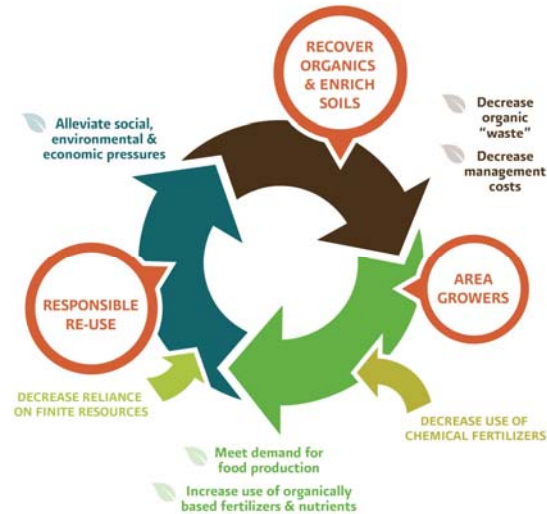 RECOVER
ORGANICS
& ENRICH
SOILS
Alleviate social,
environmental &
economic pressures
Decrease
organic
“waste”
Decrease
management
costs
RESPONSIBLE
RE-USE
AREA
GROWERS
DECREASE RELIANCE
ON FINITE RESOURCES
DECREASE USE OF
CHEMICAL FERTILIZERS
Meet demand for
food production
Increase use of organically
based fertilizers & nutrients